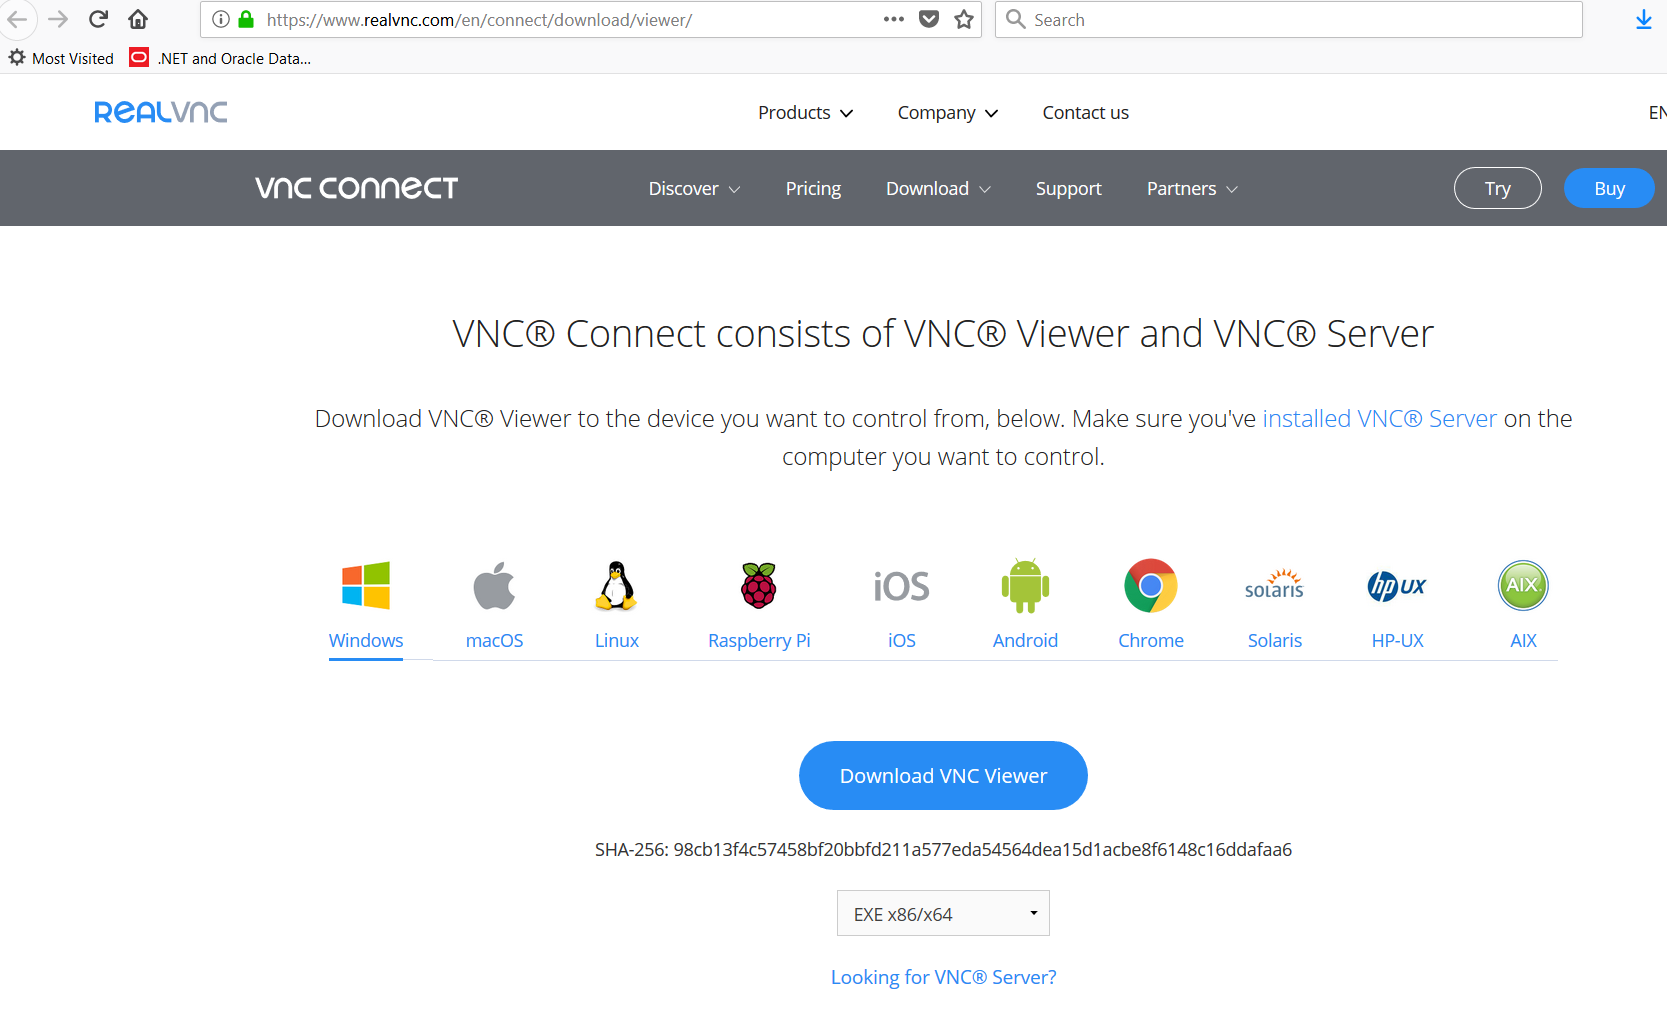 https://www.realvnc.com/en/connect/download/viewer/
Search
Most Visited
.NET and Oracle Data...
REALVNC
Products
Company
Contact us
EN
VNC CONNECT
Discover
Pricing
Download
Support
Partners
Try
Buy
VNC® Connect consists of VNC® Viewer and VNC® Server
Download VNC® Viewer to the device you want to control from, below. Make sure you've installed VNC® Server on the
computer you want to control.
iOS
solaris
hp UX
AIX
Windows
macOS
Linux
Raspberry Pi
iOS
Android
Chrome
Solaris
HP-UX
AIX
Download VNC Viewer
SHA-256: 98cb13f4c57458bf20bbfd211a577eda54564dea15d1acbe8f6148c16ddafaa6
EXE x86/x64
Looking for VNC® Server?